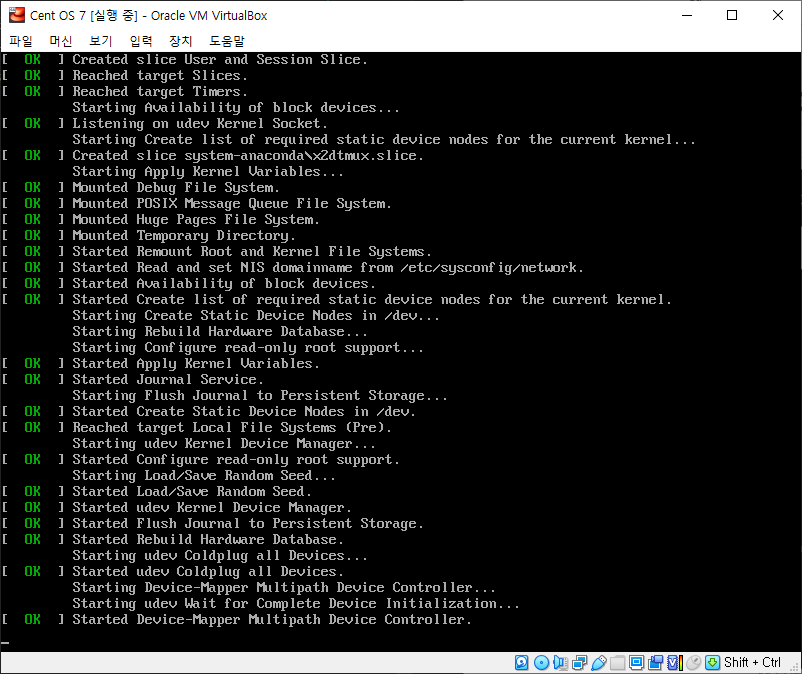 Cent OS 7 [실행 중] - Oracle VM VirtualBox
파일 머신 보기 입력 장치 도움말
[  OK  ] Created slice User and Session Slice.
[  OK  ] Reached target Slices.
[  OK  ] Reached target Timers.
         Starting Availability of block devices...
[  OK  ] Listening on udev Kernel Socket.
         Starting Create list of required static device nodes for the current kernel...
[  OK  ] Created slice system-anaconda\x2dtmux.slice.
         Starting Apply Kernel Variables...
[  OK  ] Mounted Debug File System.
[  OK  ] Mounted POSIX Message Queue File System.
[  OK  ] Mounted Huge Pages File System.
[  OK  ] Mounted Temporary Directory.
[  OK  ] Started Remount Root and Kernel File Systems.
[  OK  ] Started Read and set NIS domainname from /etc/sysconfig/network.
[  OK  ] Started Availability of block devices.
[  OK  ] Started Create list of required static device nodes for the current kernel.
         Starting Create Static Device Nodes in /dev...
         Starting Rebuild Hardware Database...
         Starting Configure read-only root support...
[  OK  ] Started Apply Kernel Variables.
[  OK  ] Started Journal Service.
         Starting Flush Journal to Persistent Storage...
[  OK  ] Started Create Static Device Nodes in /dev.
[  OK  ] Reached target Local File Systems (Pre).
         Starting udev Kernel Device Manager...
[  OK  ] Started Configure read-only root support.
         Starting Load/Save Random Seed...
[  OK  ] Started Load/Save Random Seed.
[  OK  ] Started udev Kernel Device Manager.
[  OK  ] Started Flush Journal to Persistent Storage.
[  OK  ] Started Rebuild Hardware Database.
         Starting udev Coldplug all Devices...
[  OK  ] Started udev Coldplug all Devices.
         Starting Device-Mapper Multipath Device Controller...
         Starting udev Wait for Complete Device Initialization...
[  OK  ] Started Device-Mapper Multipath Device Controller.
_
Shift + Ctrl